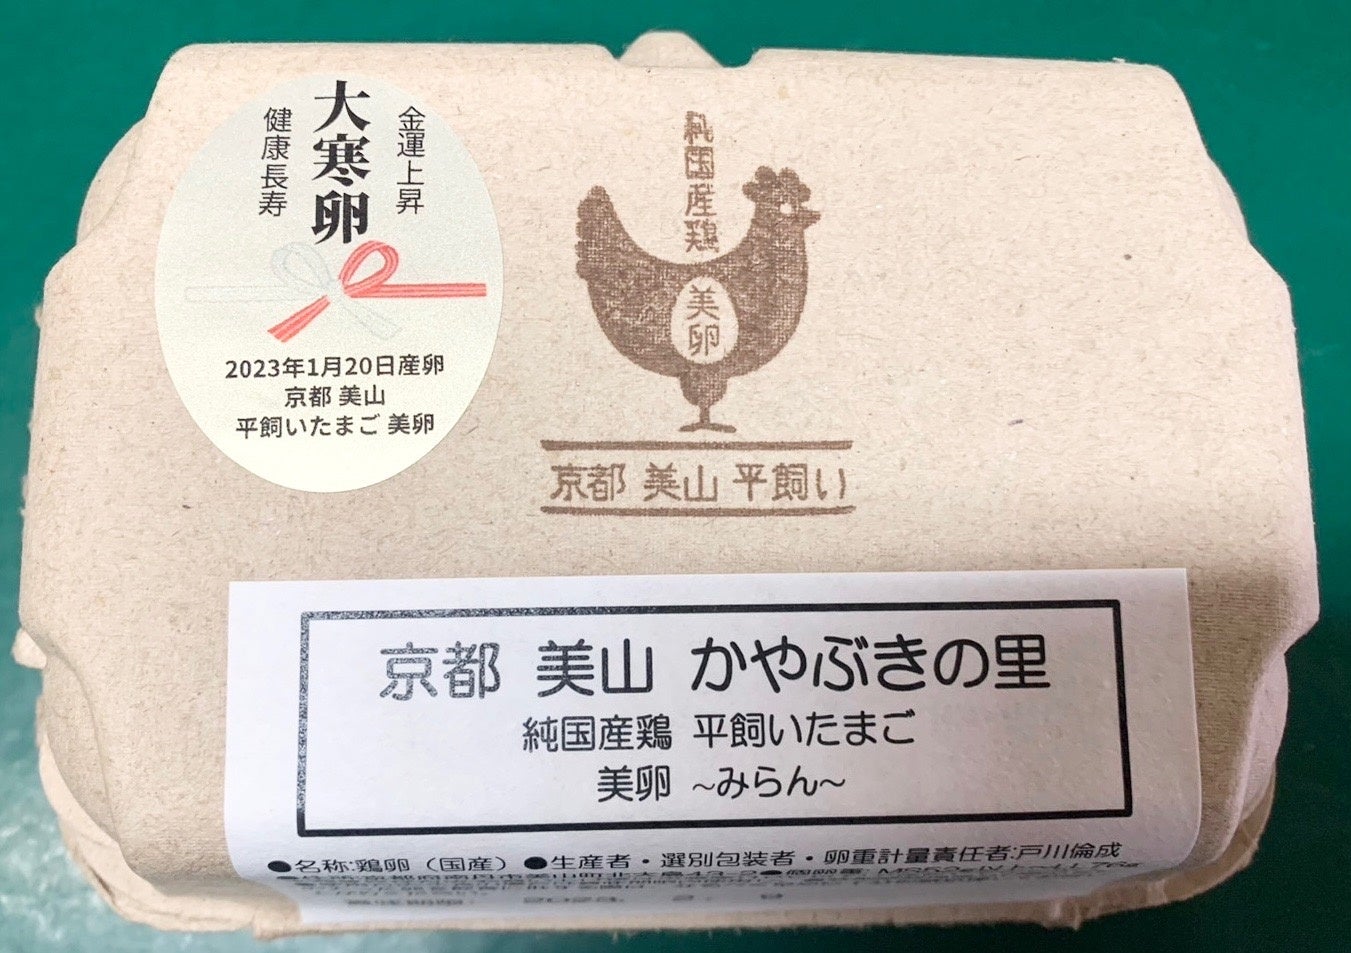 金運上昇
大寒卵
健康長寿
2023年1月20日産卵
京都 美山
平飼いたまご 美卵
純国産鶏
美卵
京都 美山 平飼い
京都 美山 かやぶきの里
純国産鶏 平飼いたまご
美卵 ~みらん~
●名称:鶏卵(国産) ●生産者・選別包装者・卵重計量責任者:戸川倫成